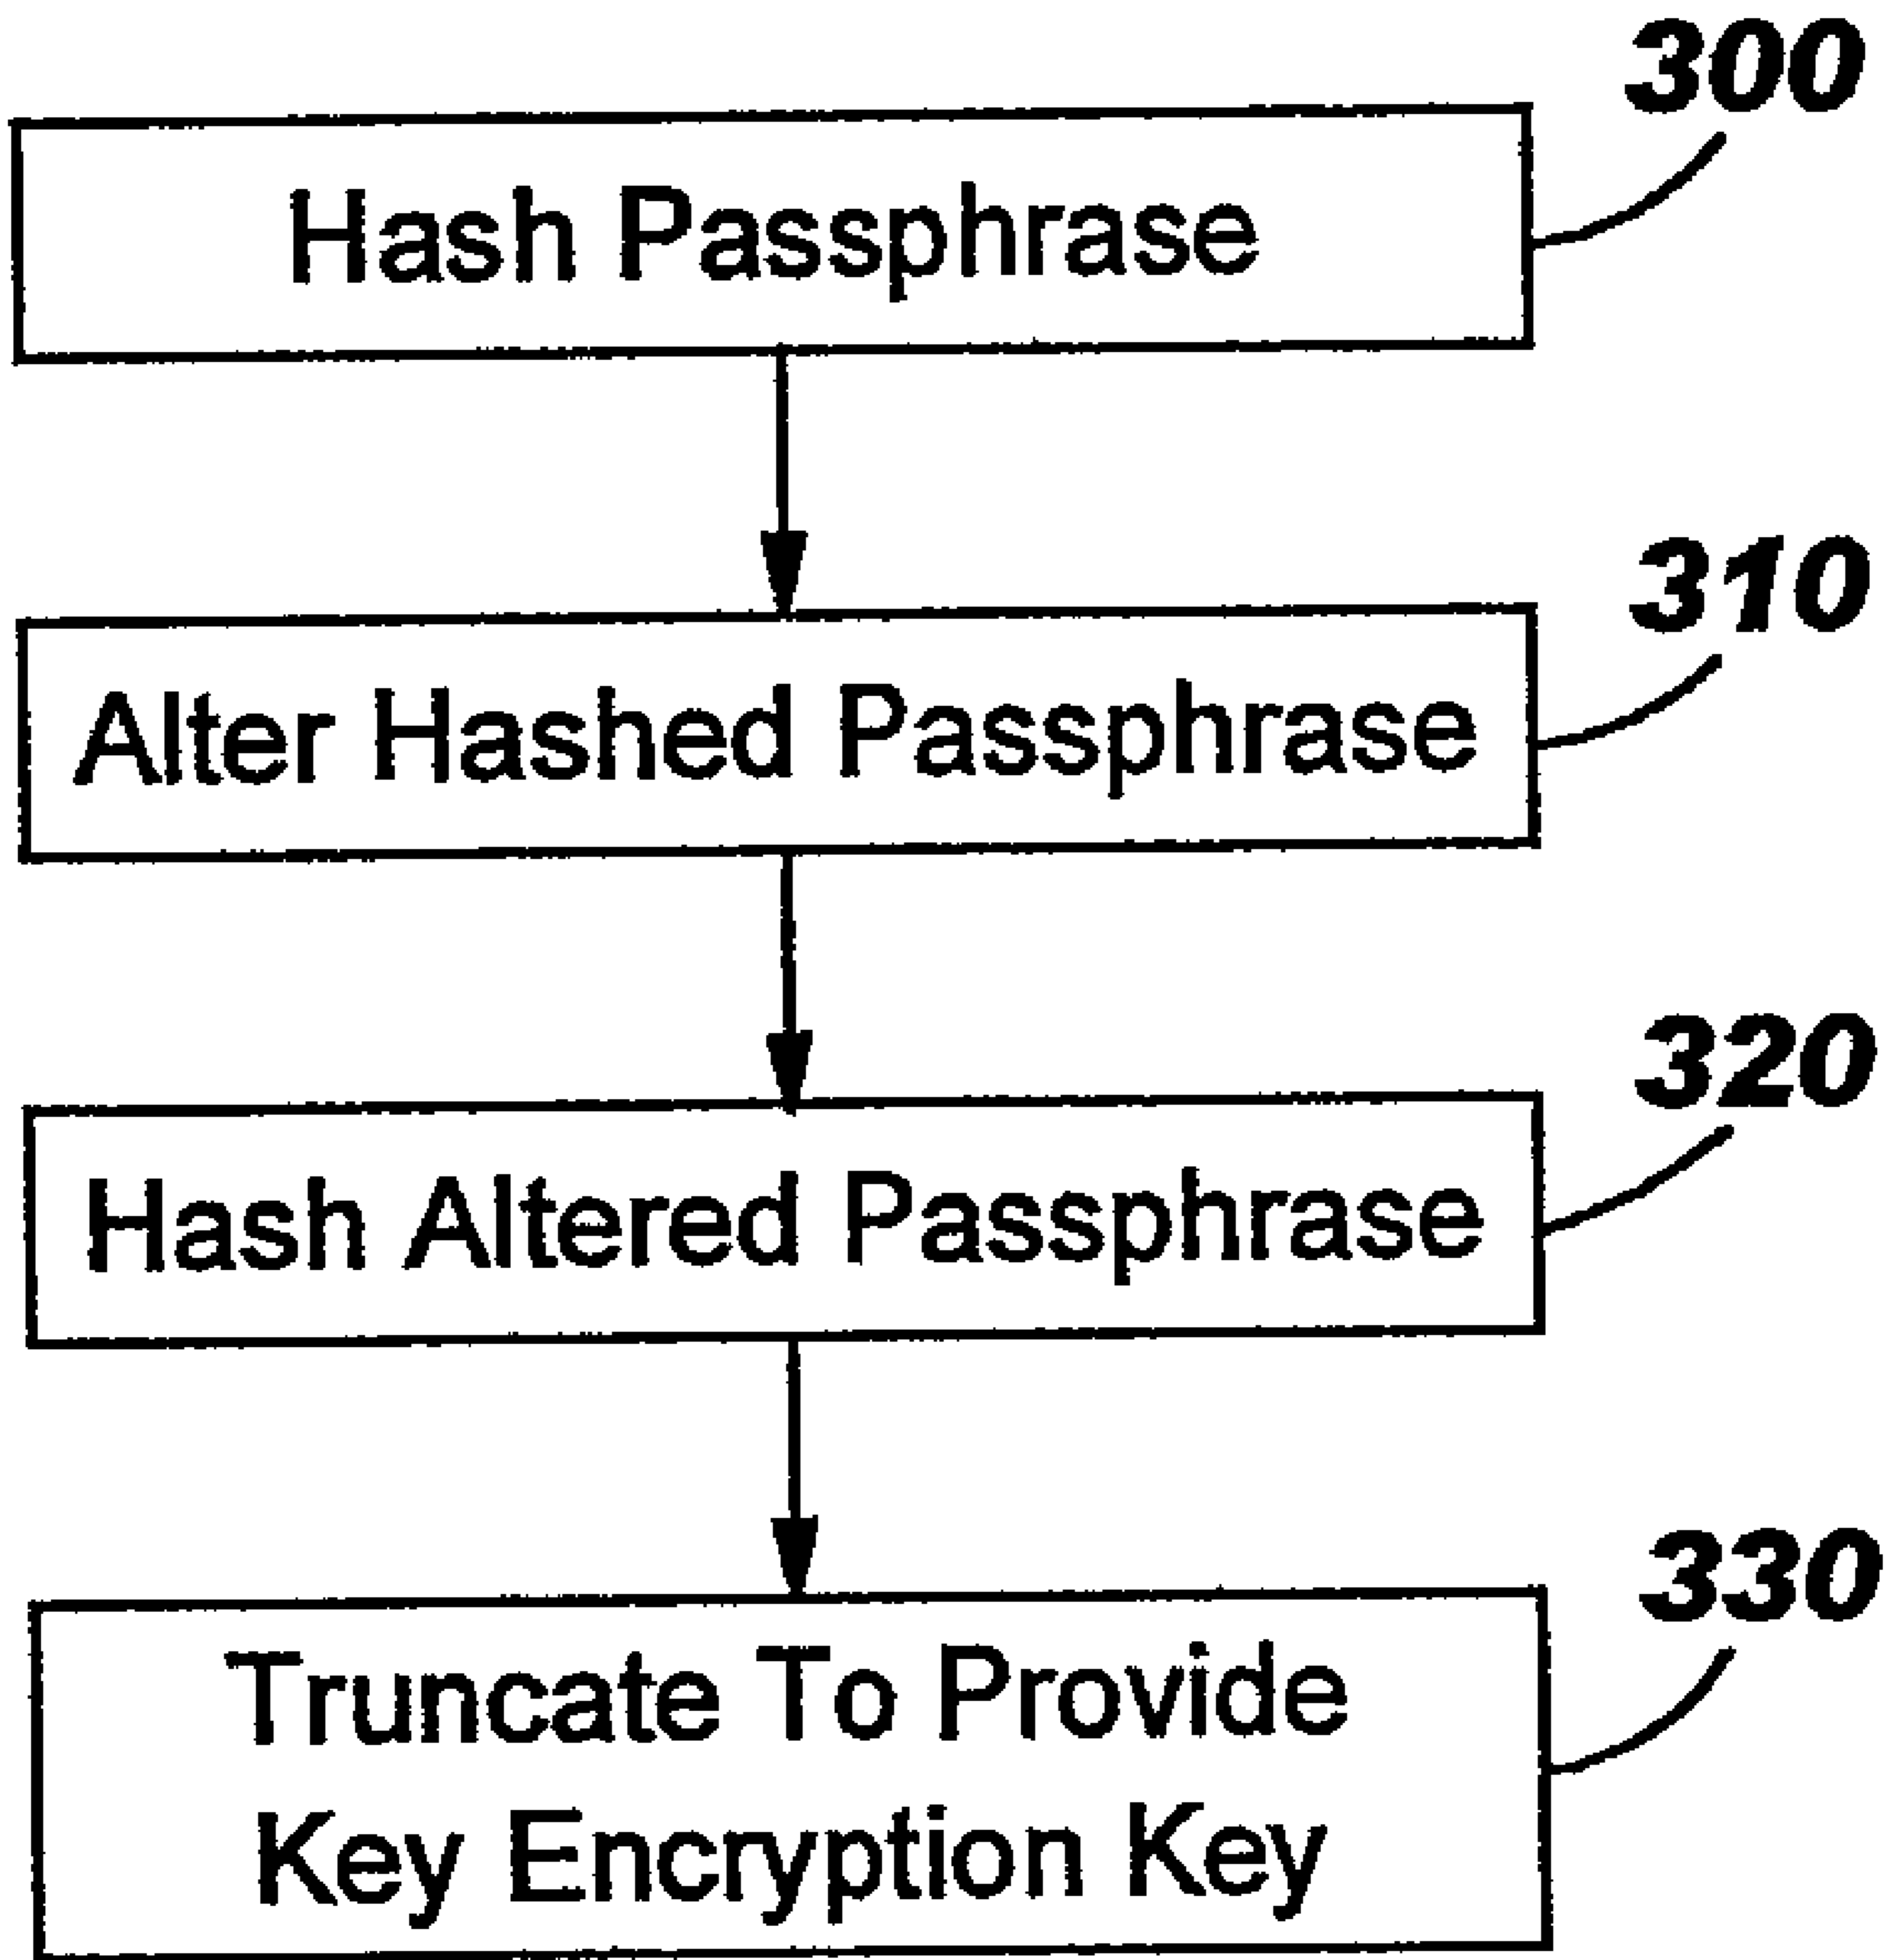 300
Hash Passphrase
310
Alter Hashed Passphrase
320
Hash Altered Passphrase
330
Truncate To Provide
Key Encryption Key